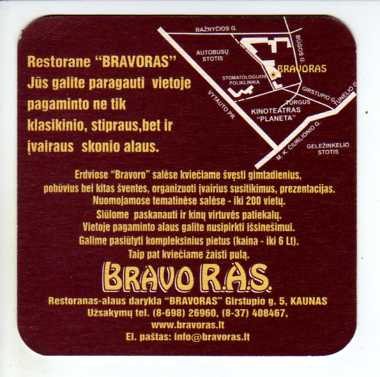 Restorane "BRAVORAS"
Jūs galite paragauti vietoje
pagaminto ne tik
klasikinio, stipraus,bet ir
įvairaus skonio alaus.
BAŽNYČIOS G.
AUTOBUSŲ
STOTIS
BŪGOS G.
BRAVORAS
STOMATOLOGIJOS
POLIKLINIKA
GIRSTUPIO G.
TUNELIO G.
VYTAUTO PR.
TURGUS
KINOTEATRAS
"PLANETA"
M. K. ČIURLIONIO G.
GELEŽINKELIO
STOTIS
Erdviose "Bravoro" salėse kviečiame švęsti gimtadienius,
pobūvius bei kitas šventes, organizuoti įvairius susitikimus, prezentacijas.
Nuomojamose tematinėse salėse - iki 200 vietų.
Siūlome paskanauti ir kinų virtuvės patiekalų.
Vietoje pagaminto alaus galite nusipirkti išsinešimui.
Galime pasiūlyti kompleksinius pietus (kaina - iki 6 Lt).
Taip pat kviečiame žaisti pulą.
BRAVO R.A.S.
Restoranas-alaus darykla "BRAVORAS" Girstupio g. 5, KAUNAS
Užsakymų tel. (8-698) 26960, (8-37) 408467.
www.bravoras.lt
El. paštas: info@bravoras.lt